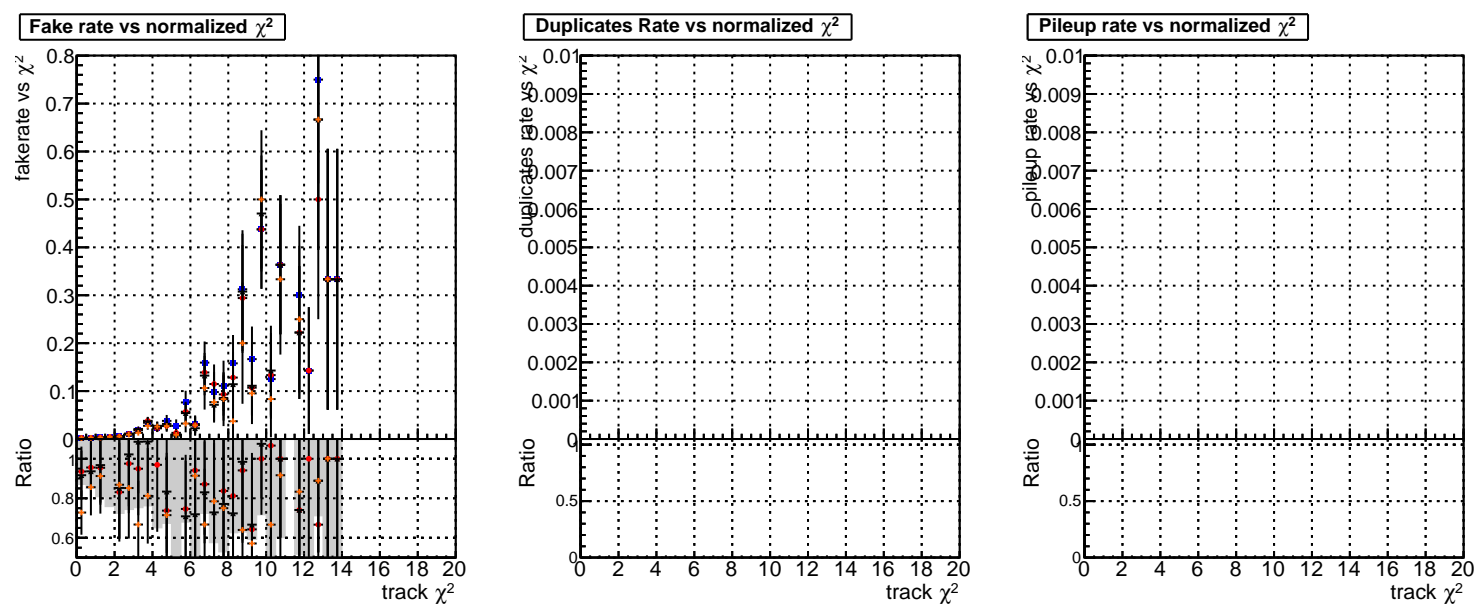 Fake rate vs normalized χ²
fakerate vs χ²
0.8
0.7
0.6
0.5
0.4
0.3
0.2
0.1
0
Ratio
1
0.8
0.6
0 2 4 6 8 10 12 14 16 18 20
track χ²
Duplicates Rate vs normalized χ²
duplicates rate vs χ²
0.01
0.009
0.008
0.007
0.006
0.005
0.004
0.003
0.002
0.001
0
Ratio
1
0.5
0
0 2 4 6 8 10 12 14 16 18 20
track χ²
Pileup rate vs normalized χ²
pileup rate vs χ²
0.01
0.009
0.008
0.007
0.006
0.005
0.004
0.003
0.002
0.001
0
Ratio
1
0.5
0
0 2 4 6 8 10 12 14 16 18 20
track χ²